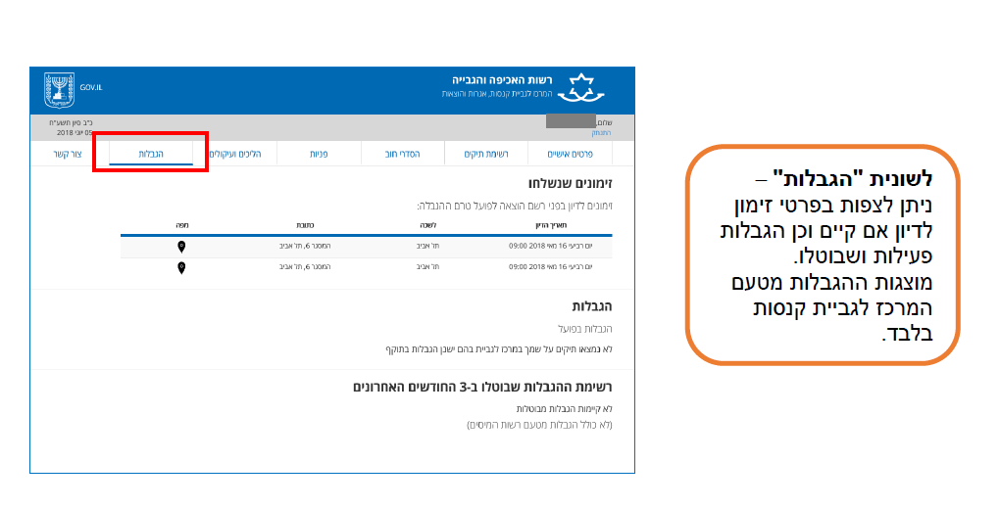 רשות האכיפה והגבייה
המרכז לגביית קנסות, אגרות והוצאות
GOV.IL
שלום,
התנתק
כ"ב סיון תשע"ח
05 יוני 2018
פרטים אישיים
רשימת תיקים
הסדרי חוב
פניות
הליכים ועיקולים
הגבלות
צור קשר
זימונים שנשלחו
זימונים לדיון בפני רשם הוצאה לפועל טרם ההגבלה:
תאריך הדיון לשכה כתובת מפה
יום רביעי 16 מאי 2018 09:00 תל אביב המסגר 6, תל אביב
יום רביעי 16 מאי 2018 09:00 תל אביב המסגר 6, תל אביב
הגבלות
הגבלות בפועל
לא נמצאו תיקים על שמך במרכז לגביית בהם ישנן הגבלות בתוקף
רשימת ההגבלות שבוטלו ב-3 החודשים האחרונים
לא קיימות הגבלות מבוטלות
(לא כולל הגבלות מטעם רשות המיסים)
לשונית "הגבלות" –
ניתן לצפות בפרטי זימון
לדיון אם קיים וכן הגבלות
פעילות ושבוטלו.
מוצגות ההגבלות מטעם
המרכז לגביית קנסות
בלבד.